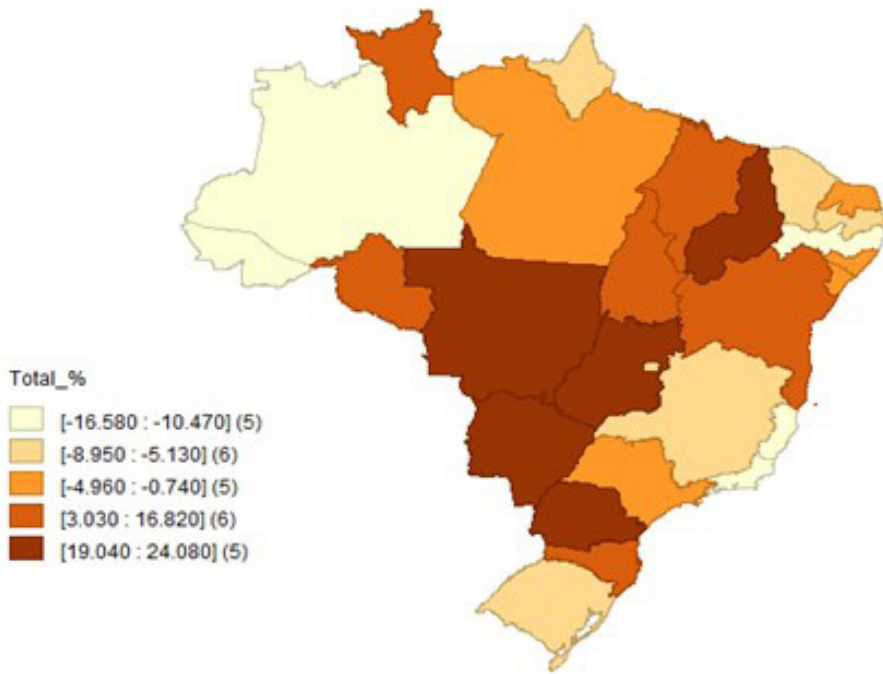 Total_%
[-16.580 : -10.470] (5)
[-8.950 : -5.130] (6)
[-4.960 : -0.740] (5)
[3.030 : 16.820] (6)
[19.040 : 24.080] (5)